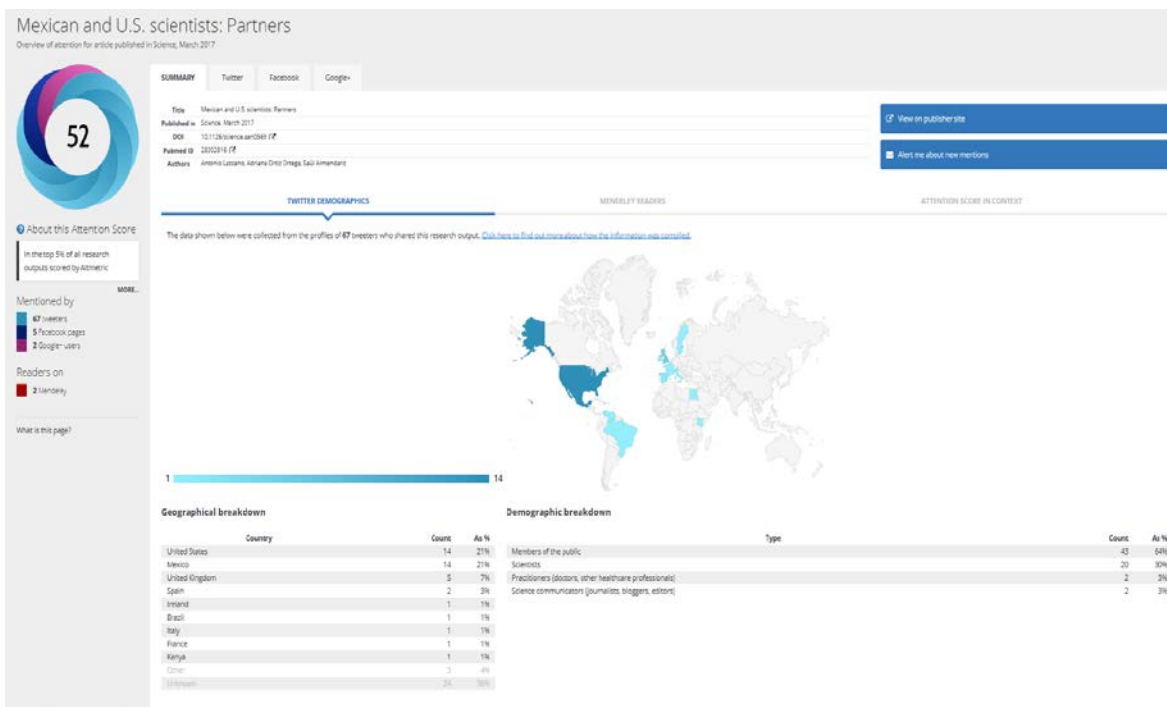 Mexican and U.S. scientists: Partners
Overview of attention for article published in Science, March 2017
52
About this Attention Score
In the top 5% of all research
outputs scored by Altmetric
MORE...
Mentioned by
67 tweeters
5 Facebook pages
2 Google+ users
Readers on
2 Mendeley
What is this page?
SUMMARY Twitter Facebook Google+
Title Mexican and U.S. scientists: Partners
Published in Science, March 2017
DOI
Pubmed ID
Authors Antonio Lazcano, Adriana Ortiz Ortega, Saúl Armendáriz
View on publisher site
Alert me about new mentions
TWITTER DEMOGRAPHICS MENDELEY READERS ATTENTION SCORE IN CONTEXT
The data shown below were collected from the profiles of 67 tweeters who shared this research output. Click here to find out more about how the information was compiled.
1 14
Geographical breakdown
Country Count As %
United States 14 21%
Mexico 14 21%
United Kingdom 5 7%
Spain 2 3%
Ireland 1 1%
Brazil 1 1%
Italy 1 1%
France 1 1%
Kenya 1 1%
Other 3 4%
Unknown
Demographic breakdown
Type Count As %
Members of the public 43 64%
Scientists 20 30%
Practitioners (doctors, other healthcare professionals) 2 3%
Science communicators (journalists, bloggers, editors) 2 3%